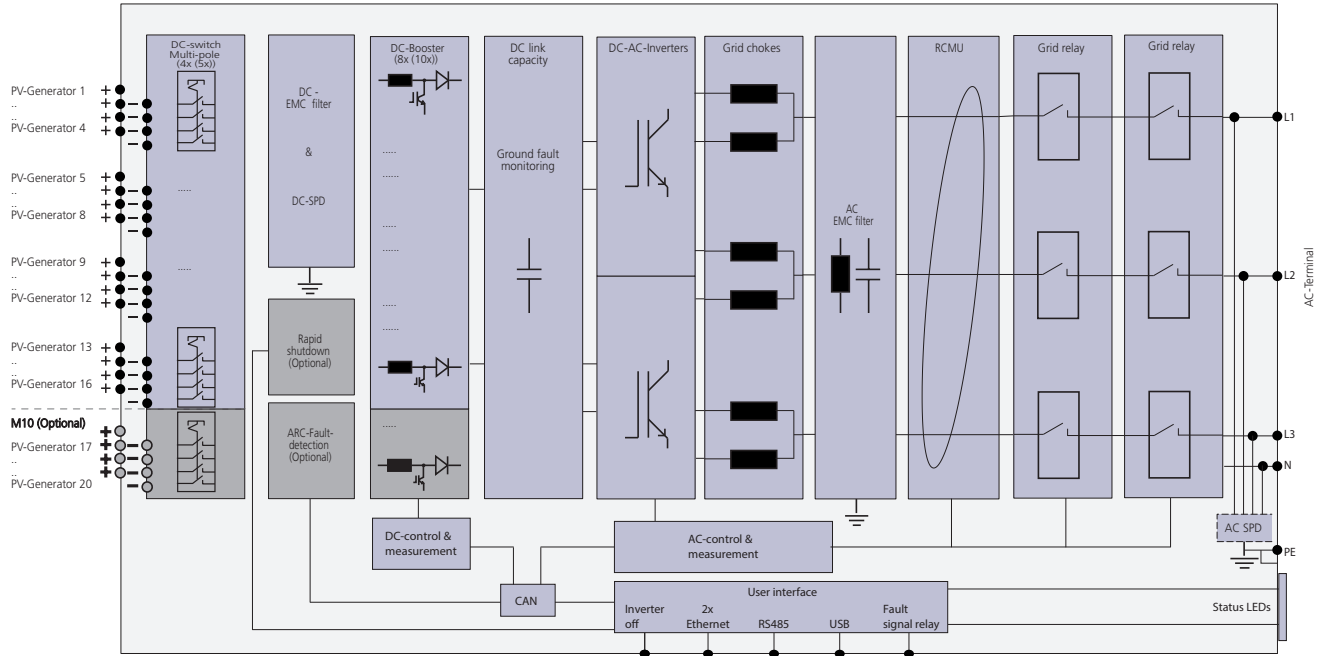 DC-switch
Multi-pole
(4x (5x))
DC -
EMC filter
&
DC-SPD
DC-Booster
(8x (10x))
.....
......
.....
......
.....
......
.....
DC link
capacity
Ground fault
monitoring
DC-AC-Inverters
Grid chokes
AC
EMC filter
RCMU
Grid relay
Grid relay
PV-Generator 1
..
..
PV-Generator 4
PV-Generator 5
..
..
PV-Generator 8
.....
PV-Generator 9
..
PV-Generator 12
.....
PV-Generator 13
..
PV-Generator 16
M10 (Optional)
PV-Generator 17
..
PV-Generator 20
Rapid
shutdown
(Optional)
ARC-Fault-
detection
(Optional)
L1
L2
L3
N
AC-Terminal
AC SPD
PE
DC-control &
measurement
AC-control &
measurement
CAN
User interface
Inverter
off
2x
Ethernet
RS485
USB
Fault
signal relay
Status LEDs